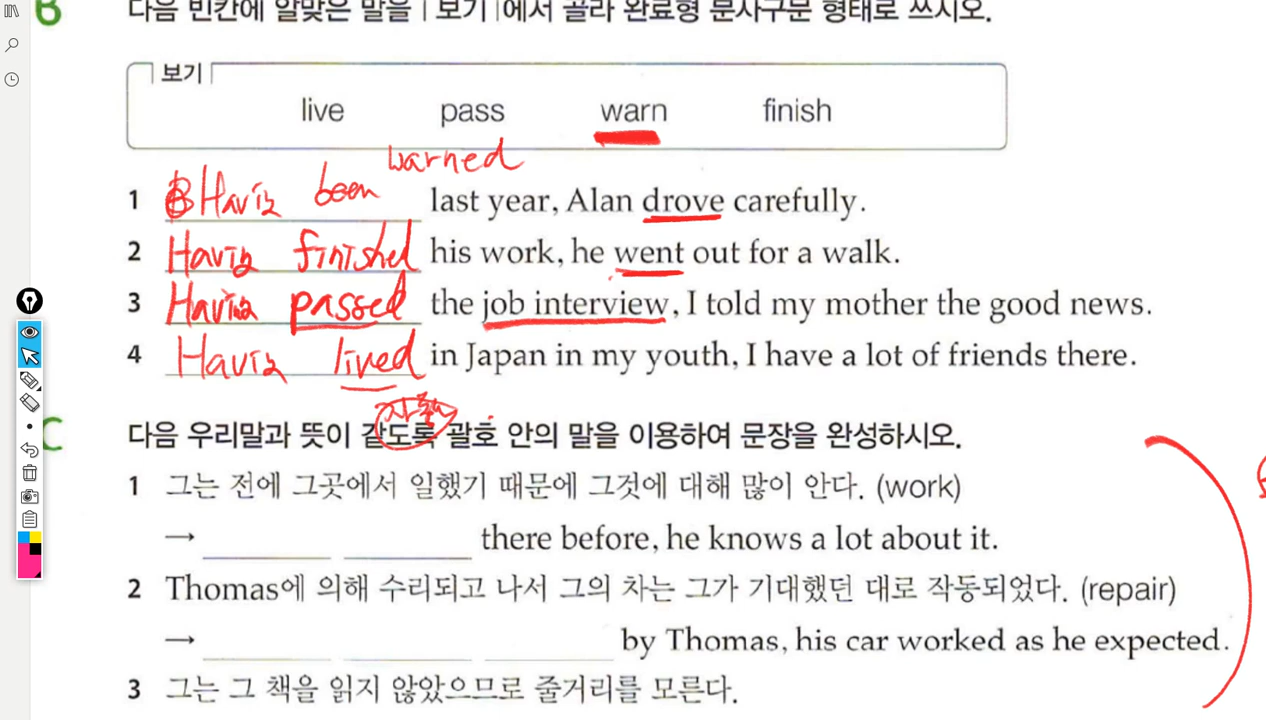 B 다음 빈칸에 알맞은 말을 |보기|에서 골라 완료형 분사구문 형태로 쓰시오.
보기
live pass warn finish
warned
1 Having been last year, Alan drove carefully.
2 Having finished his work, he went out for a walk.
3 Having passed the job interview, I told my mother the good news.
4 Having lived in Japan in my youth, I have a lot of friends there.
C 다음 우리말과 뜻이 같도록 괄호 안의 말을 이용하여 문장을 완성하시오.
1 그는 전에 그곳에서 일했기 때문에 그것에 대해 많이 안다. (work)
→ there before, he knows a lot about it.
2 Thomas에 의해 수리되고 나서 그의 차는 그가 기대했던 대로 작동되었다. (repair)
→ by Thomas, his car worked as he expected.
3 그는 그 책을 읽지 않았으므로 줄거리를 모른다.